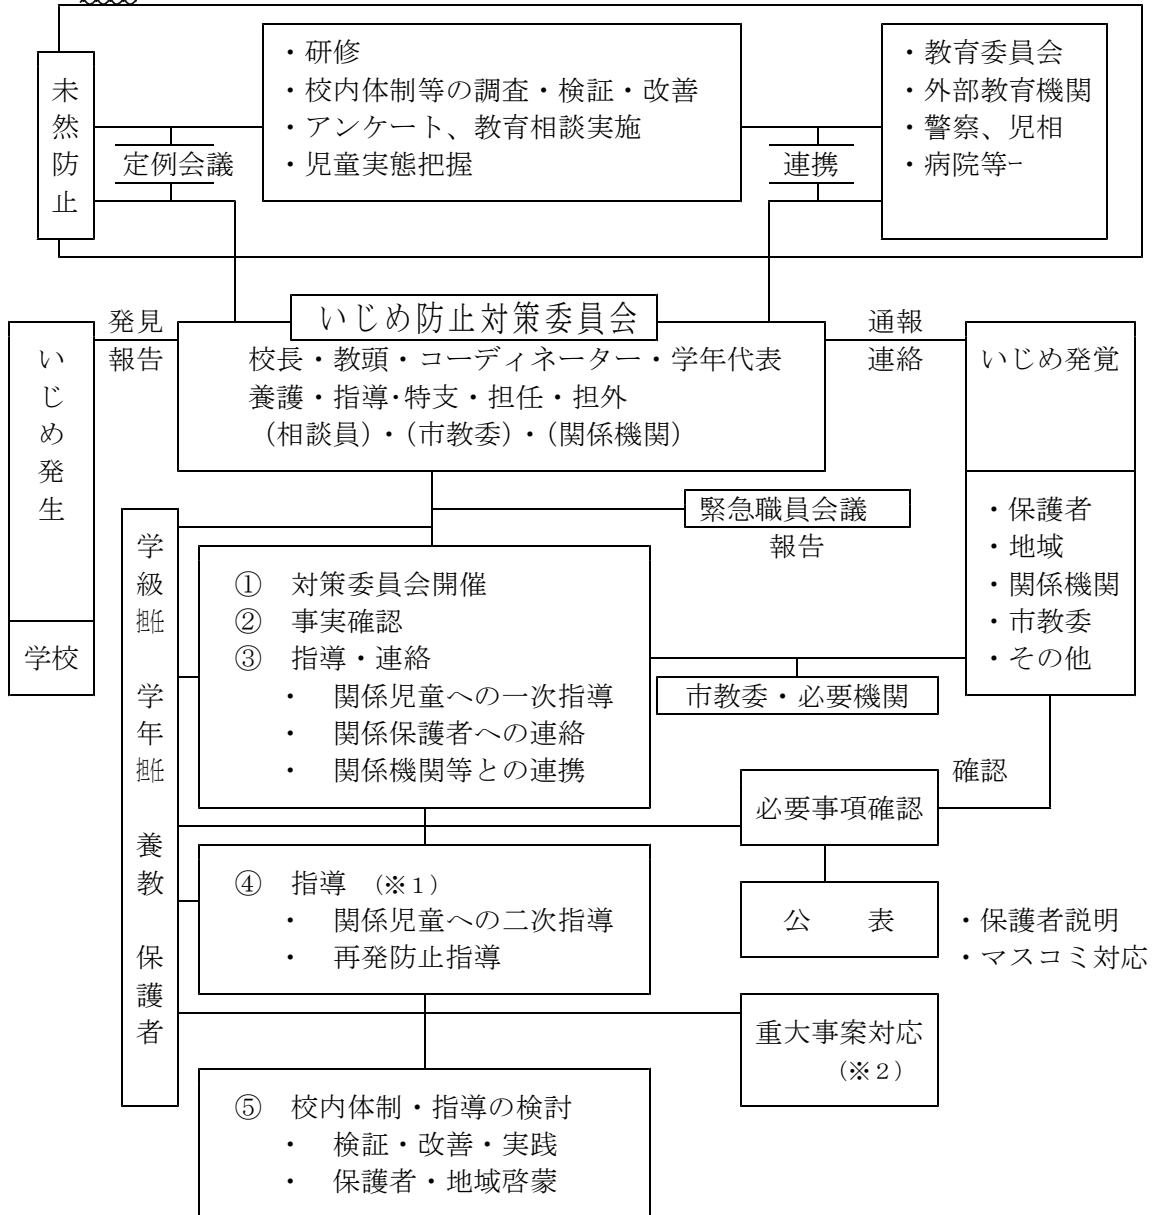 未然防止
定例会議
・研修
・校内体制等の調査・検証・改善
・アンケート、教育相談実施
・児童実態把握
連携
・教育委員会
・外部教育機関
・警察、児相
・病院等
いじめ防止対策委員会
校長・教頭・コーディネーター・学年代表
養護・指導・特支・担任・担外
(相談員)・(市教委)・(関係機関)
発見
報告
いじめ発生
学校
通報
連絡
いじめ発覚
・保護者
・地域
・関係機関
・市教委
・その他
緊急職員会議
報告
学級担任
学年担任
養教
保護者
① 対策委員会開催
② 事実確認
③ 指導・連絡
・ 関係児童への一次指導
・ 関係保護者への連絡
・ 関係機関等との連携
市教委・必要機関
確認
必要事項確認
④ 指導 (※1)
・ 関係児童への二次指導
・ 再発防止指導
公 表
・保護者説明
・マスコミ対応
重大事案対応
(※2)
⑤ 校内体制・指導の検討
・ 検証・改善・実践
・ 保護者・地域啓蒙